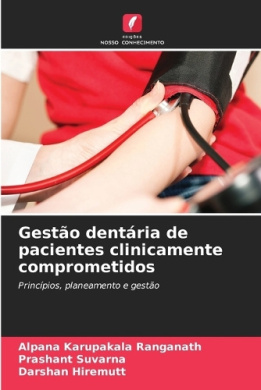 edições
NOSSO CONHECIMENTO
Gestão dentária de
pacientes clinicamente
comprometidos
Princípios, planeamento e gestão
Alpana Karupakala Ranganath
Prashant Suvarna
Darshan Hiremutt